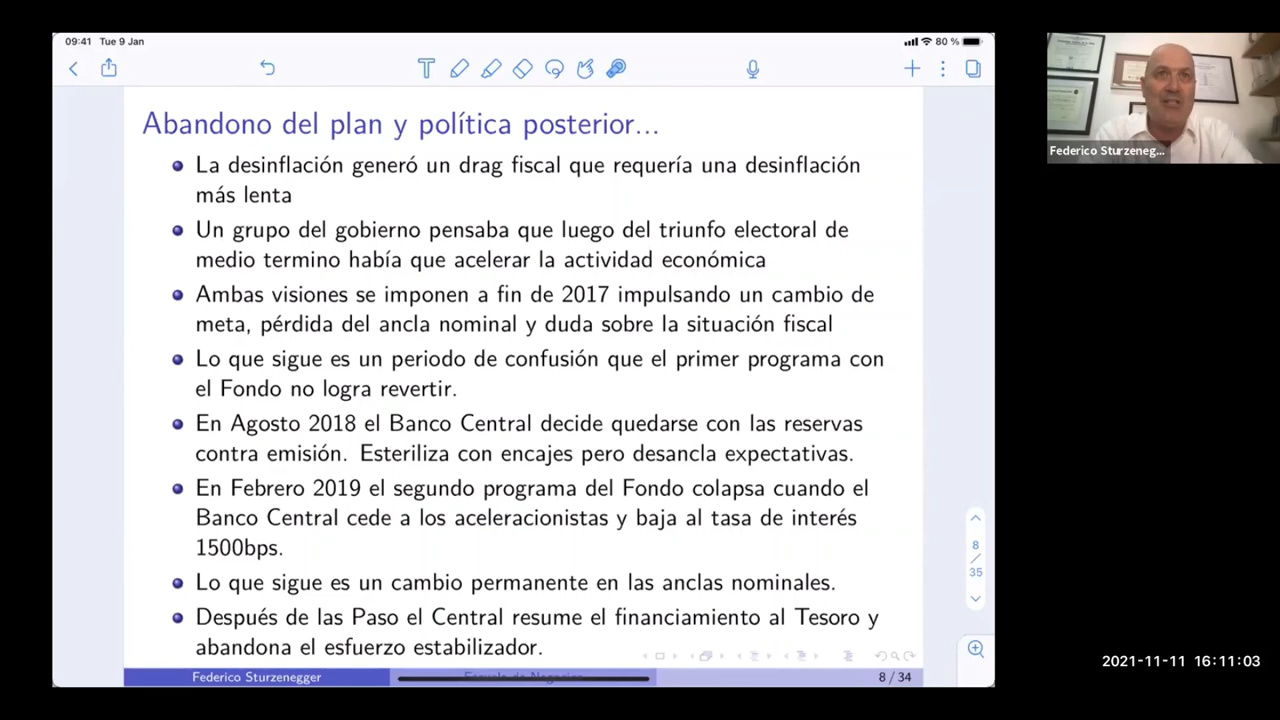 09:41 Tue 9 Jan
80 %
Abandono del plan y política posterior...
La desinflación generó un drag fiscal que requería una desinflación
más lenta
Un grupo del gobierno pensaba que luego del triunfo electoral de
medio termino había que acelerar la actividad económica
Ambas visiones se imponen a fin de 2017 impulsando un cambio de
meta, pérdida del ancla nominal y duda sobre la situación fiscal
Lo que sigue es un periodo de confusión que el primer programa con
el Fondo no logra revertir.
En Agosto 2018 el Banco Central decide quedarse con las reservas
contra emisión. Esteriliza con encajes pero desancla expectativas.
En Febrero 2019 el segundo programa del Fondo colapsa cuando el
Banco Central cede a los aceleracionistas y baja al tasa de interés
1500bps.
Lo que sigue es un cambio permanente en las anclas nominales.
Después de las Paso el Central resume el financiamiento al Tesoro y
abandona el esfuerzo estabilizador.
Federico Sturzenegger
8 / 34
8
/
35
Federico Sturzeneg...
2021-11-11 16:11:03